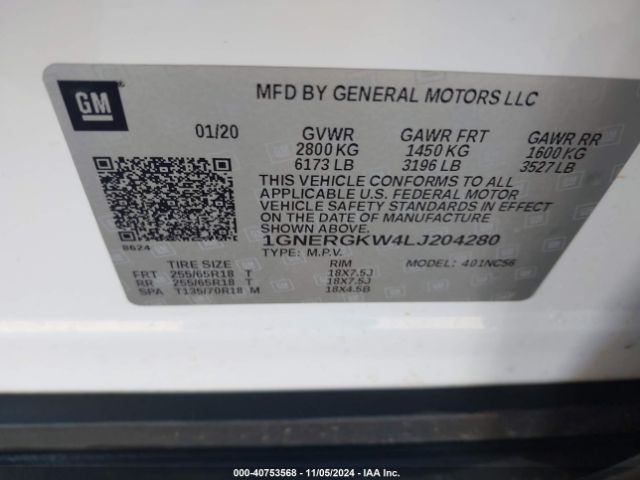 GM
MFD BY GENERAL MOTORS LLC
01/20 GVWR GAWR FRT GAWR RR
2800 KG 1450 KG 1600 KG
6173 LB 3196 LB 3527 LB
THIS VEHICLE CONFORMS TO ALL
APPLICABLE U.S. FEDERAL MOTOR
VEHICLE SAFETY STANDARDS IN EFFECT
ON THE DATE OF MANUFACTURE
SHOWN ABOVE.
8624
1GNERGKW4LJ204280
TYPE: M.P.V. MODEL: 401NC56
TIRE SIZE RIM
FRT 255/65R18 T 18X7.5J
RR 255/65R18 T 18X7.5J
SPA T135/70R18 M 18X4.5B
000-40753568 - 11/05/2024 - IAA Inc.